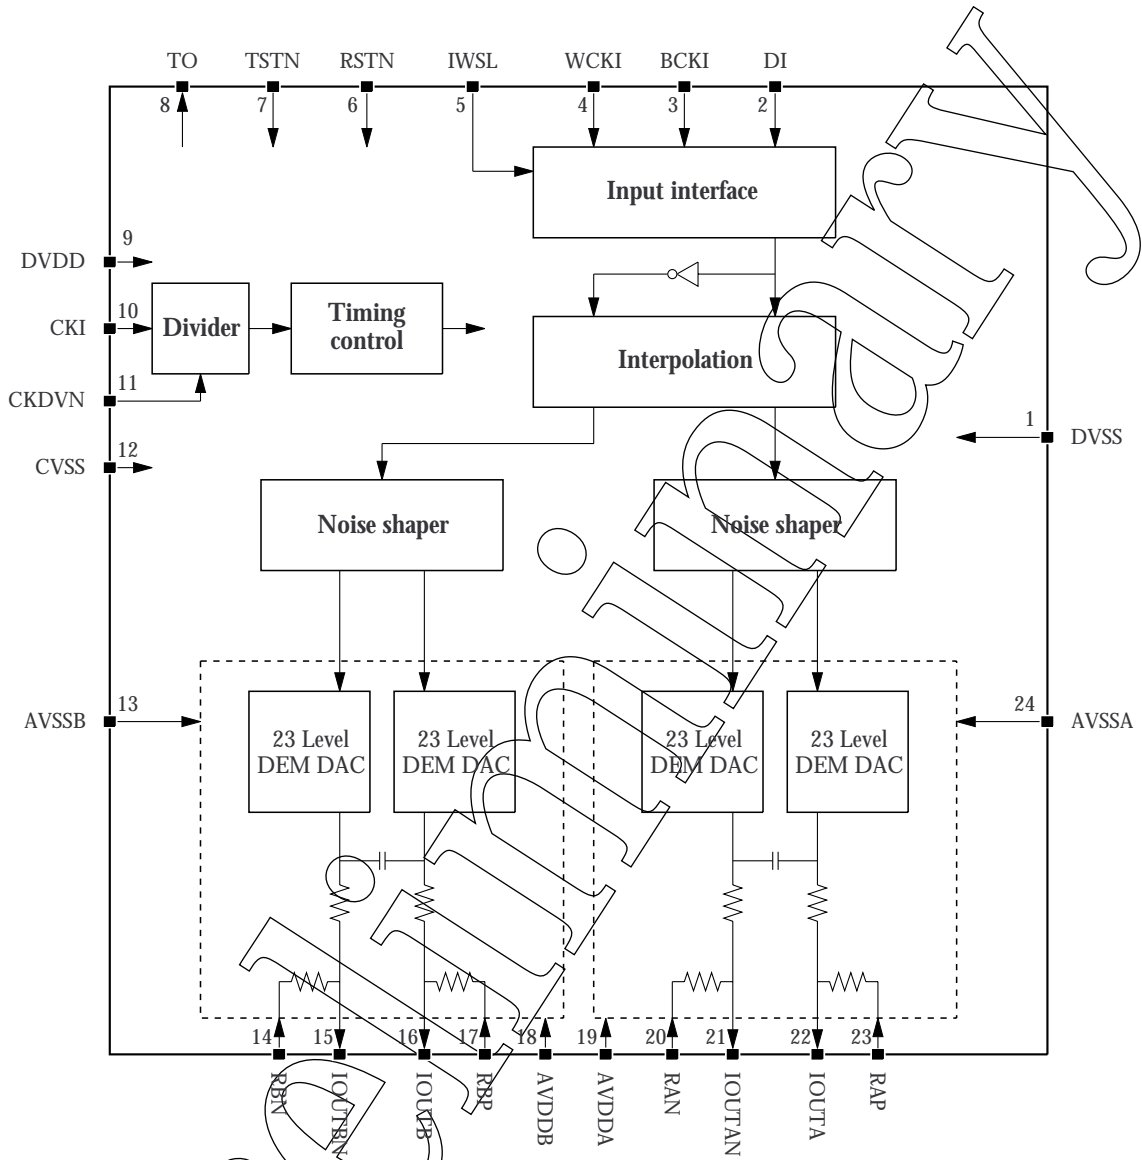 TO
TSTN
RSTN
IWSL
WCKI
BCKI
DI
8
7
6
5
4
3
2
Input interface
9
DVDD
10
CKI
Divider
Timing
control
Interpolation
11
CKDVN
12
CVSS
1
DVSS
Noise shaper
Noise shaper
13
AVSSB
24
AVSSA
23 Level
DEM DAC
23 Level
DEM DAC
23 Level
DEM DAC
23 Level
DEM DAC
14
15
16
17
18
19
20
21
22
23
RBN
IOUTBN
IOUTB
RBP
AVDDB
AVDDA
RAN
IOUTAN
IOUTA
RAP
eliminary